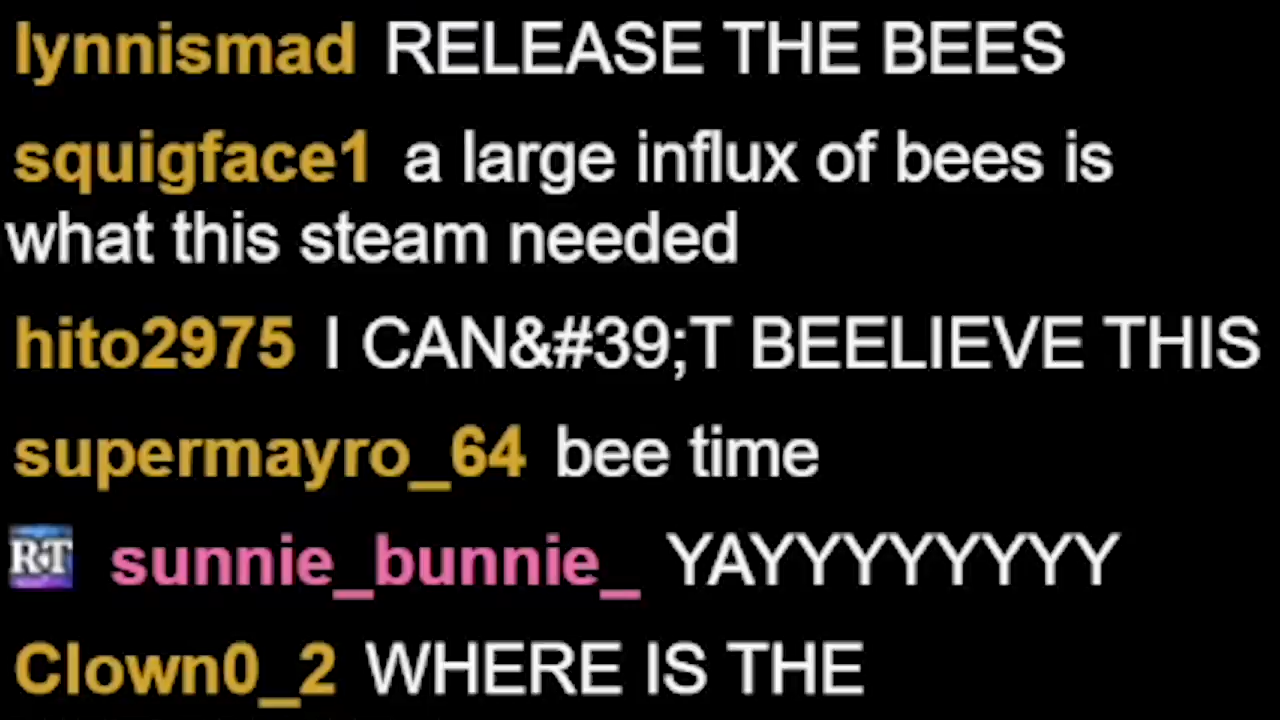 lynnismad RELEASE THE BEES
squigface1 a large influx of bees is
what this steam needed
hito2975 I CAN&#39;T BEELIEVE THIS
supermayro_64 bee time
R&T sunnie_bunnie_ YAYYYYYYYY
Clown0_2 WHERE IS THE